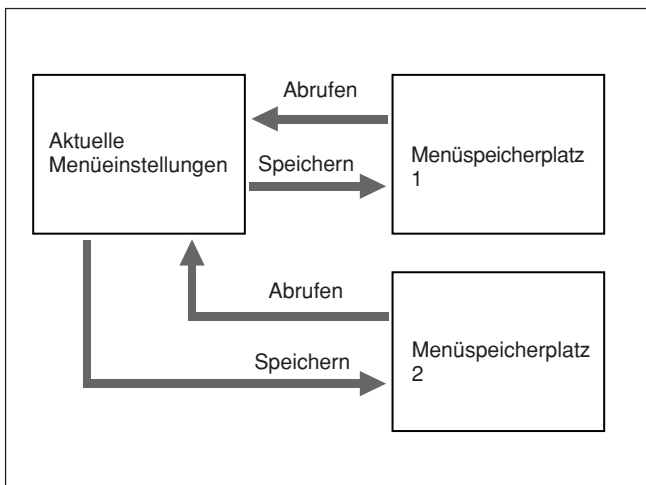 Abrufen
Aktuelle
Menüeinstellungen
Speichern
Menüspeicherplatz
1
Abrufen
Speichern
Menüspeicherplatz
2